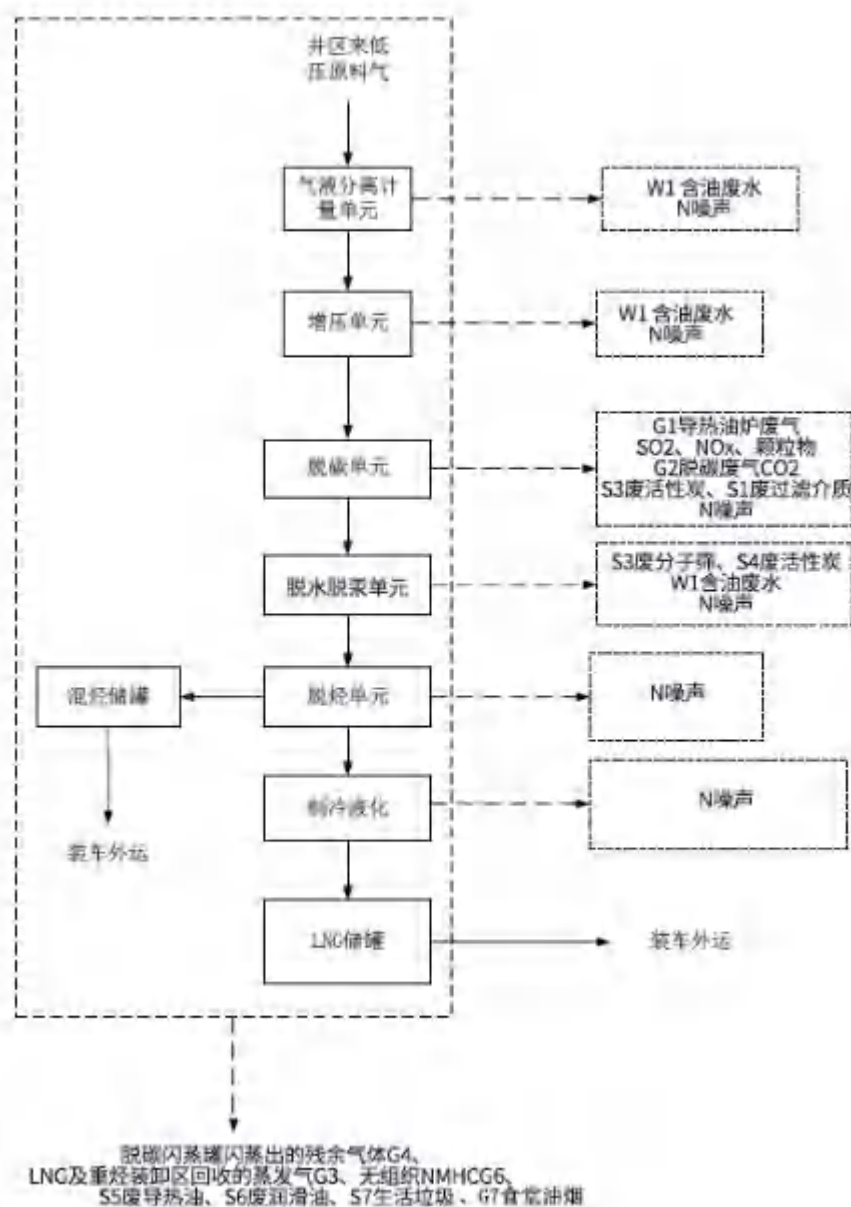 井区来低
压原料气
气液分离计
量单元
W1 含油废水
N噪声
增压单元
W1 含油废水
N噪声
脱碳单元
G1导热油炉废气
SO2、NOx、颗粒物
G2脱碳废气CO2
S3废活性炭、S1废过滤介质
N噪声
脱水脱汞单元
S3废分子筛、S4废活性炭
W1含油废水
N噪声
混烃储罐
脱烃单元
N噪声
制冷液化
N噪声
装车外运
LNG储罐
装车外运
脱碳闪蒸罐闪蒸出的残余气体G4、
LNG及重烃装卸区回收的蒸发气G3、无组织NMHCG6、
S5废导热油、S6废润滑油、S7生活垃圾 、G7食堂油烟